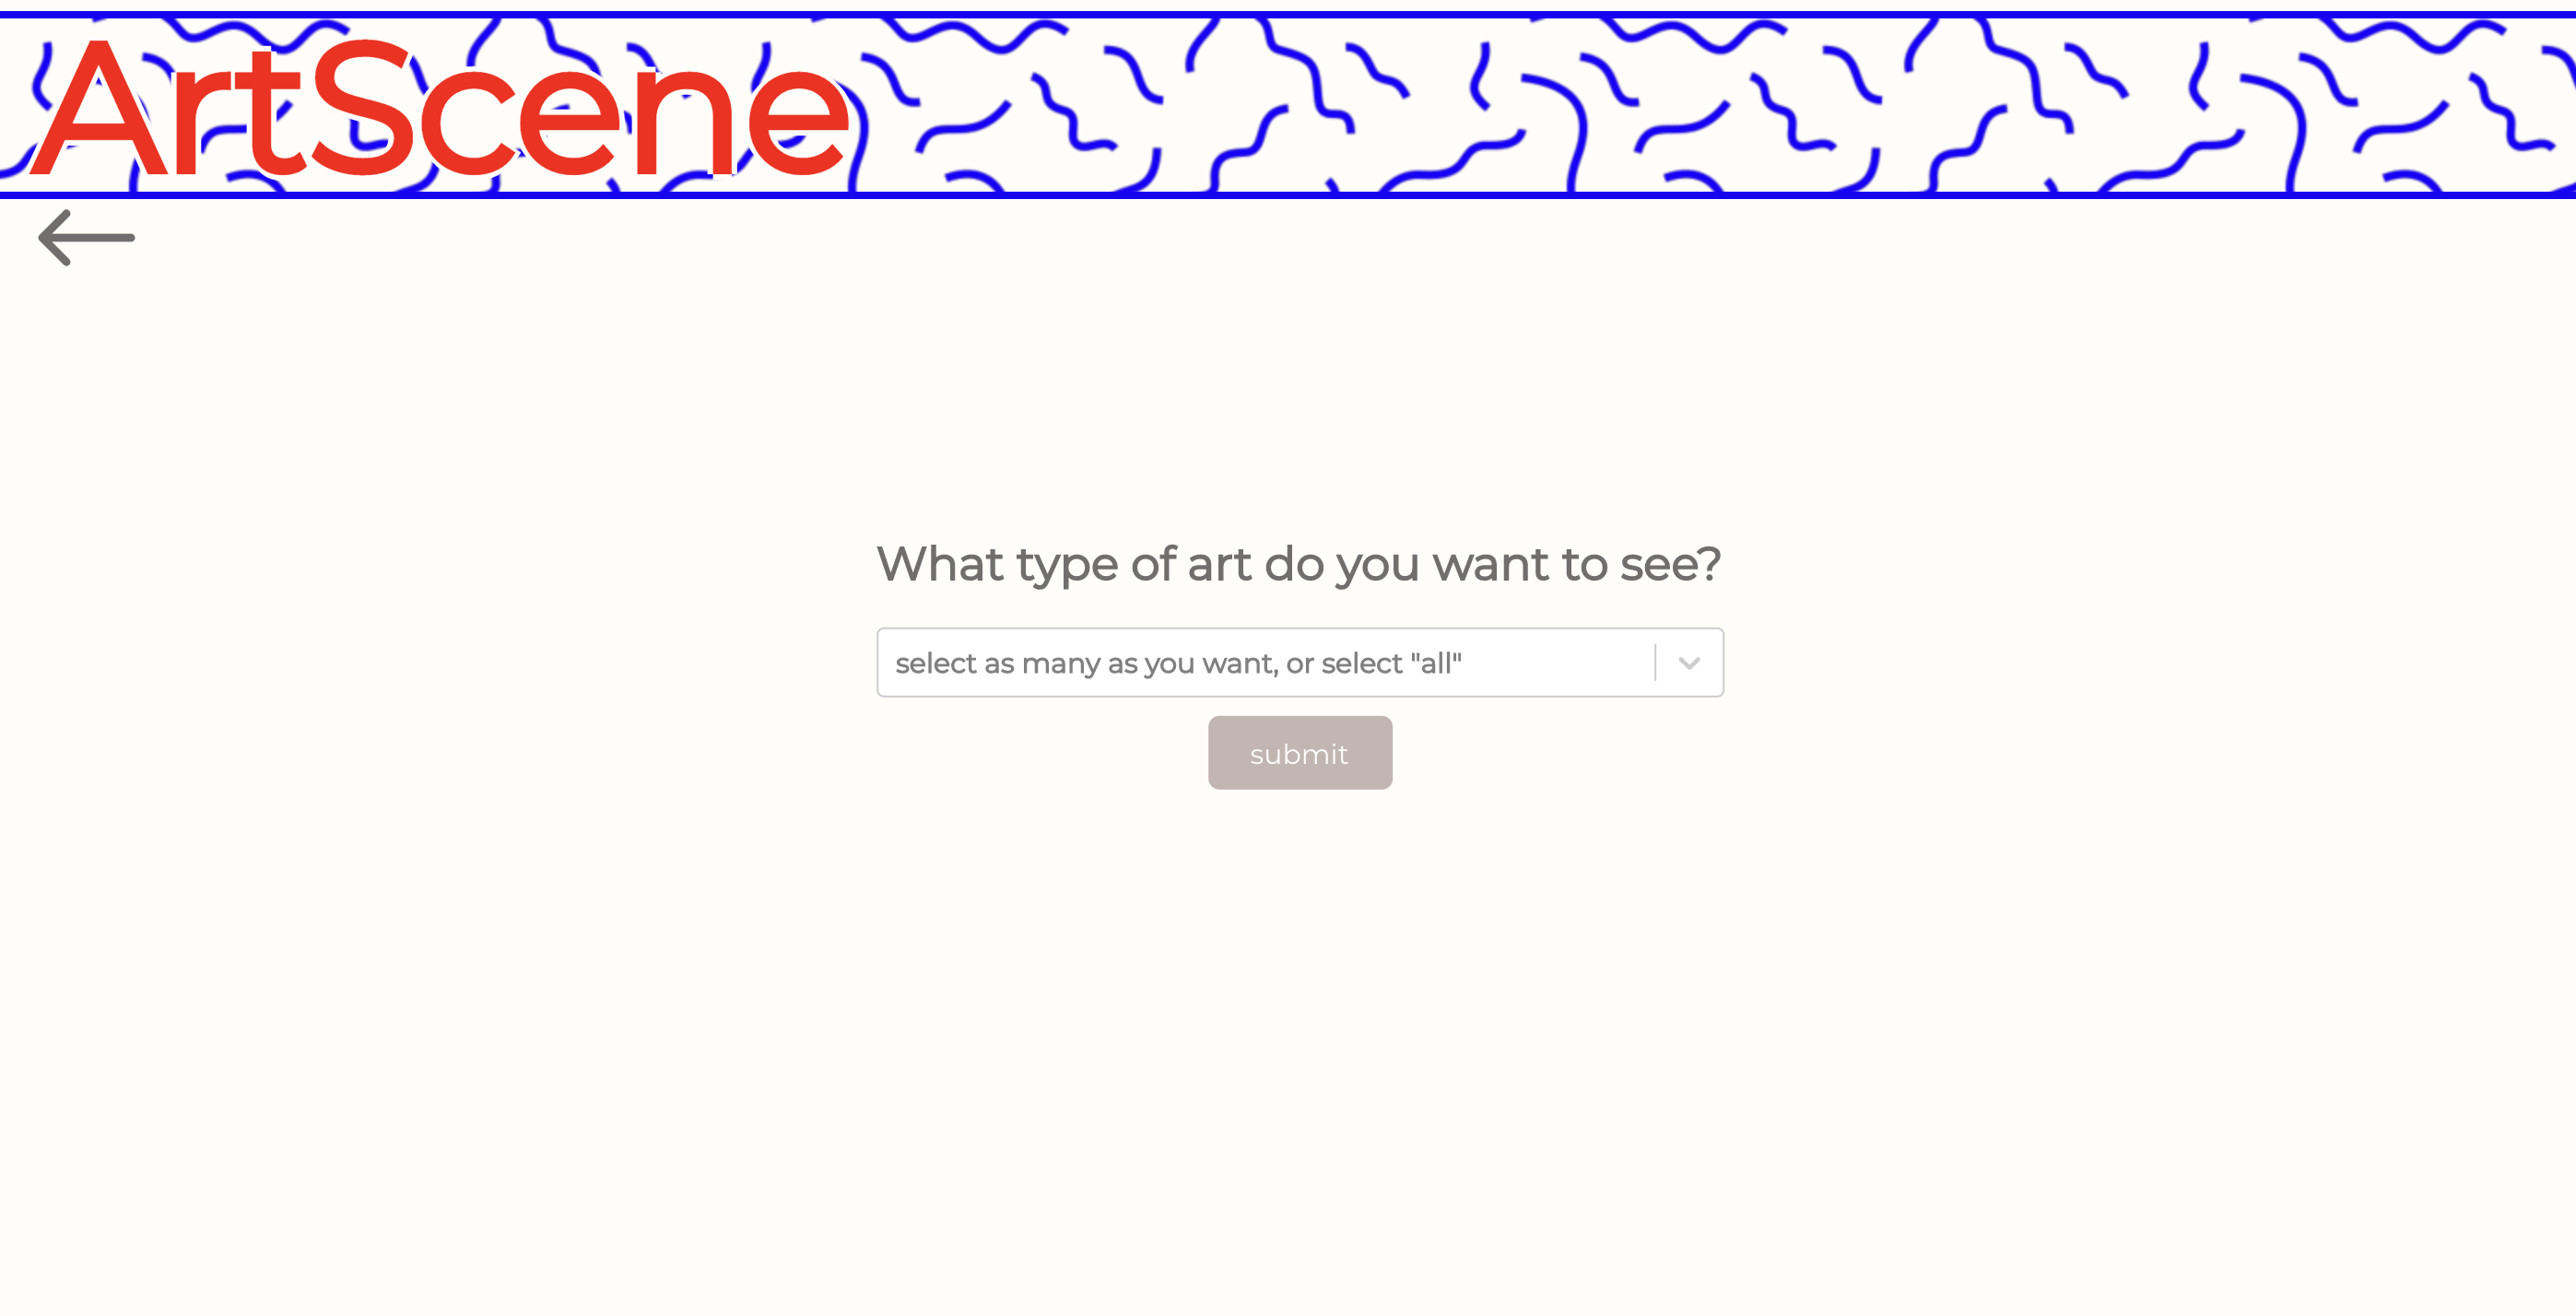 ArtScene
What type of art do you want to see?
select as many as you want, or select "all"
submit